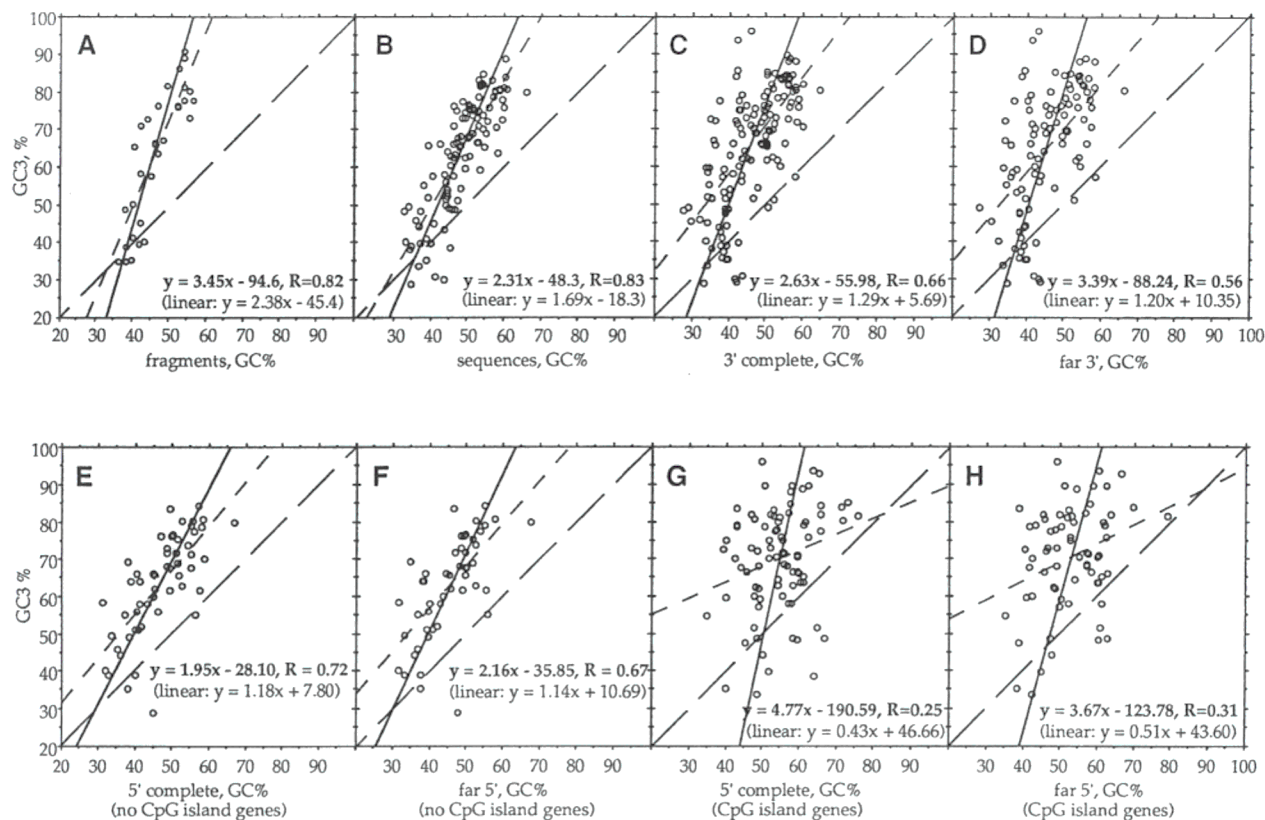 100
90
80
70
60
50
40
30
20
GC3, %
A
B
C
D
y = 3.45x - 94.6, R=0.82
(linear: y = 2.38x - 45.4)
y = 2.31x - 48.3, R=0.83
(linear: y = 1.69x - 18.3)
y = 2.63x - 55.98, R = 0.66
(linear: y = 1.29x + 5.69)
y = 3.39x - 88.24, R = 0.56
(linear: y = 1.20x + 10.35)
20 30 40 50 60 70 80 90 30 40 50 60 70 80 90 30 40 50 60 70 80 90 30 40 50 60 70 80 90 100
fragments, GC%
sequences, GC%
3' complete, GC%
far 3', GC%
100
90
80
70
60
50
40
30
20
GC3 %
E
F
G
H
y = 1.95x - 28.10, R = 0.72
(linear: y = 1.18x + 7.80)
y = 2.16x - 35.85, R = 0.67
(linear: y = 1.14x + 10.69)
y = 4.77x - 190.59, R=0.25
(linear: y = 0.43x + 46.66)
y = 3.67x - 123.78, R=0.31
(linear: y = 0.51x + 43.60)
20 30 40 50 60 70 80 90 30 40 50 60 70 80 90 30 40 50 60 70 80 90 30 40 50 60 70 80 90 100
5' complete, GC%
(no CpG island genes)
far 5', GC%
(no CpG island genes)
5' complete, GC%
(CpG island genes)
far 5', GC%
(CpG island genes)